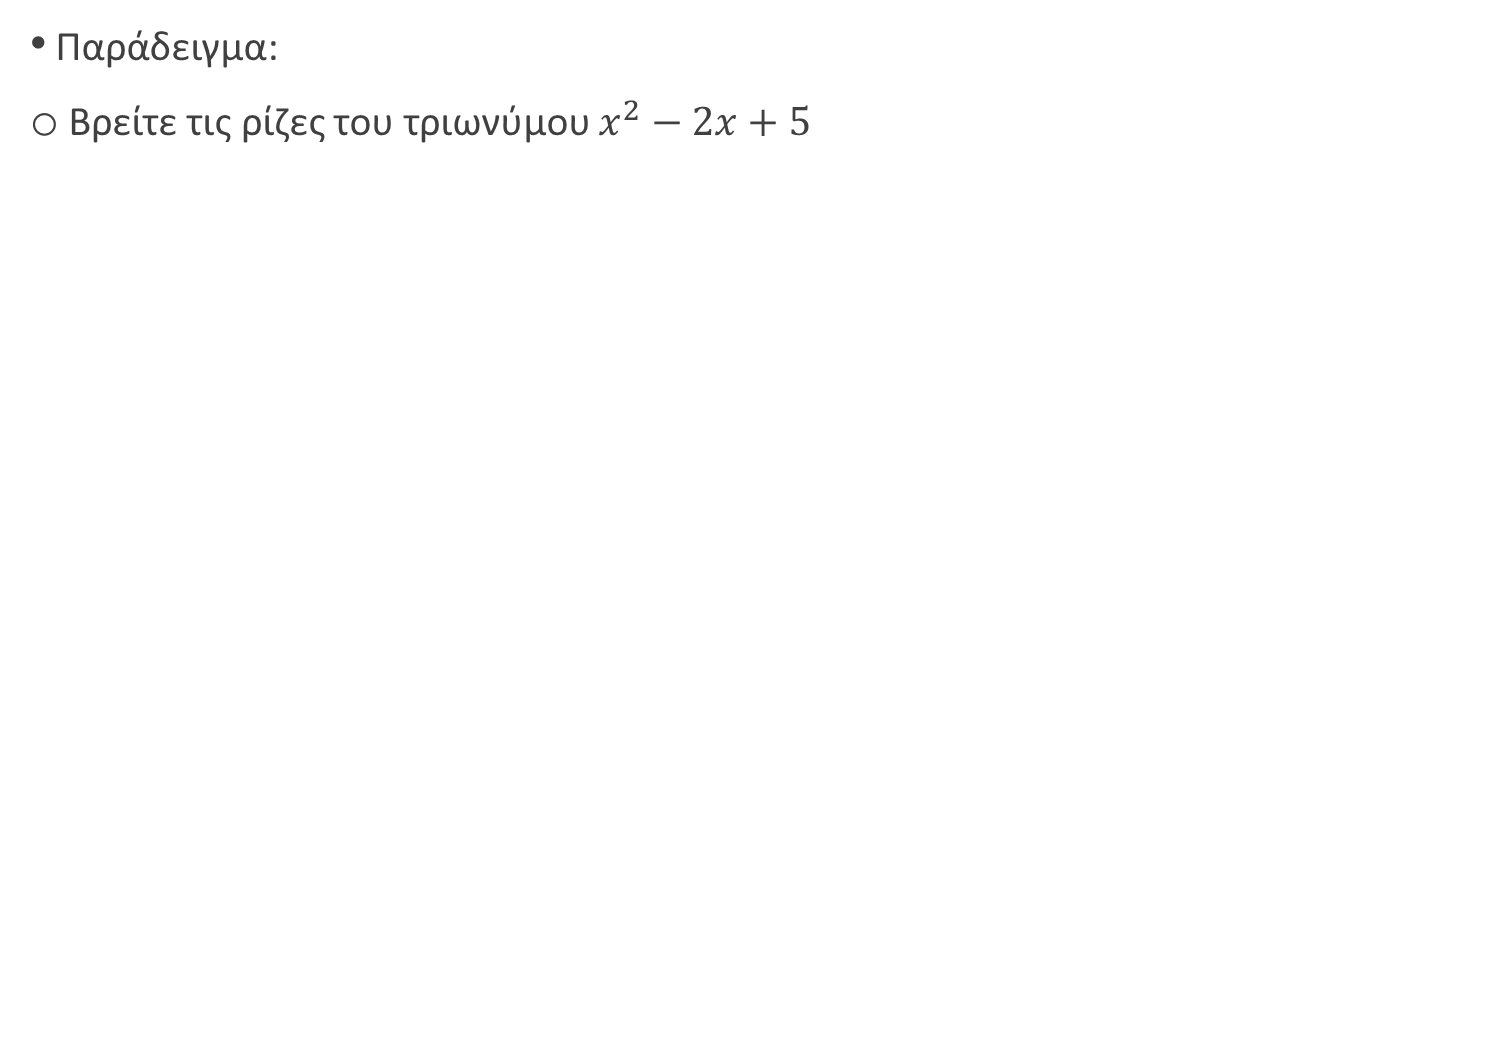 • Παράδειγμα:
○ Βρείτε τις ρίζες του τριωνύμου 𝑥² − 2𝑥 + 5